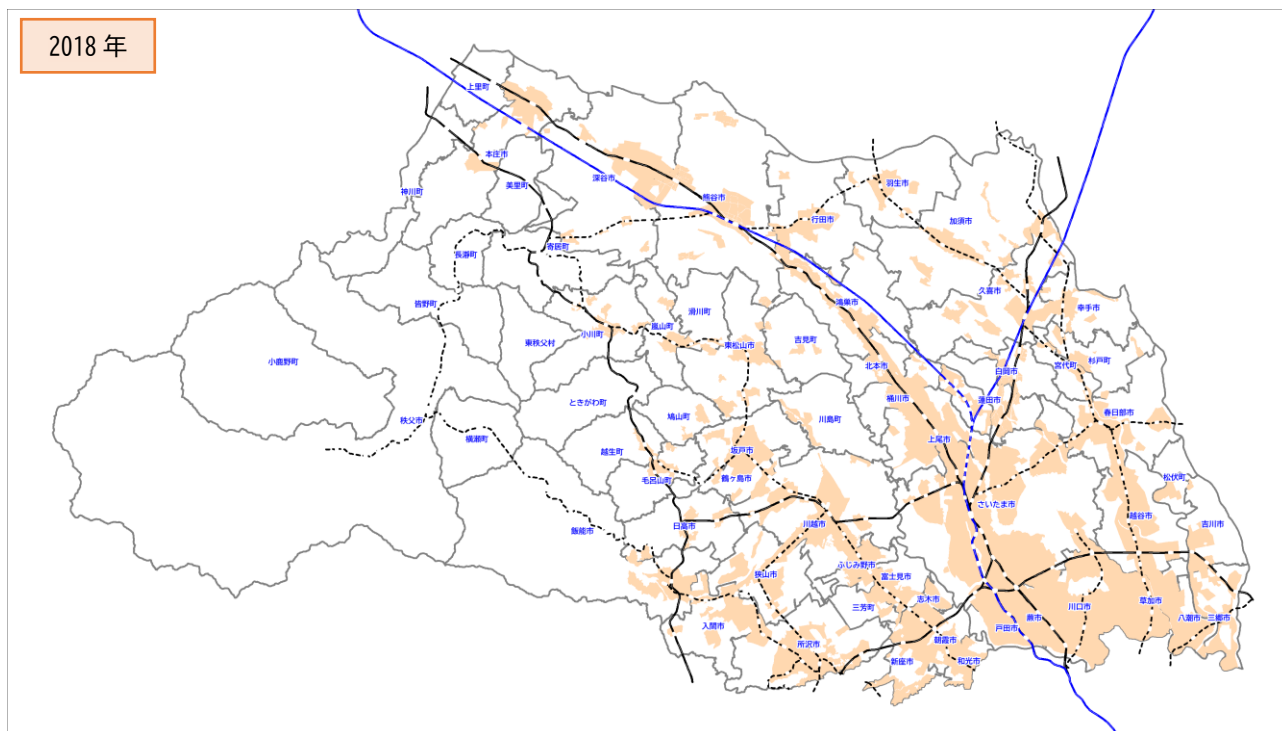 2018 年
上里町
本庄市
美里町
神川町
深谷市
熊谷市
行田市
羽生市
加須市
長瀞町
寄居町
皆野町
小鹿野町
東秩父村
小川町
嵐山町
滑川町
東松山市
吉見町
鴻巣市
久喜市
幸手市
北本市
桶川市
白岡市
宮代町
杉戸町
蓮田市
春日部市
秩父市
横瀬町
ときがわ町
鳩山町
川島町
上尾市
越生町
坂戸市
毛呂山町
鶴ヶ島市
松伏町
さいたま市
越谷市
吉川市
飯能市
日高市
川越市
狭山市
ふじみ野市
富士見市
三芳町
志木市
入間市
所沢市
新座市
朝霞市
和光市
戸田市
蕨市
川口市
草加市
八潮市
三郷市